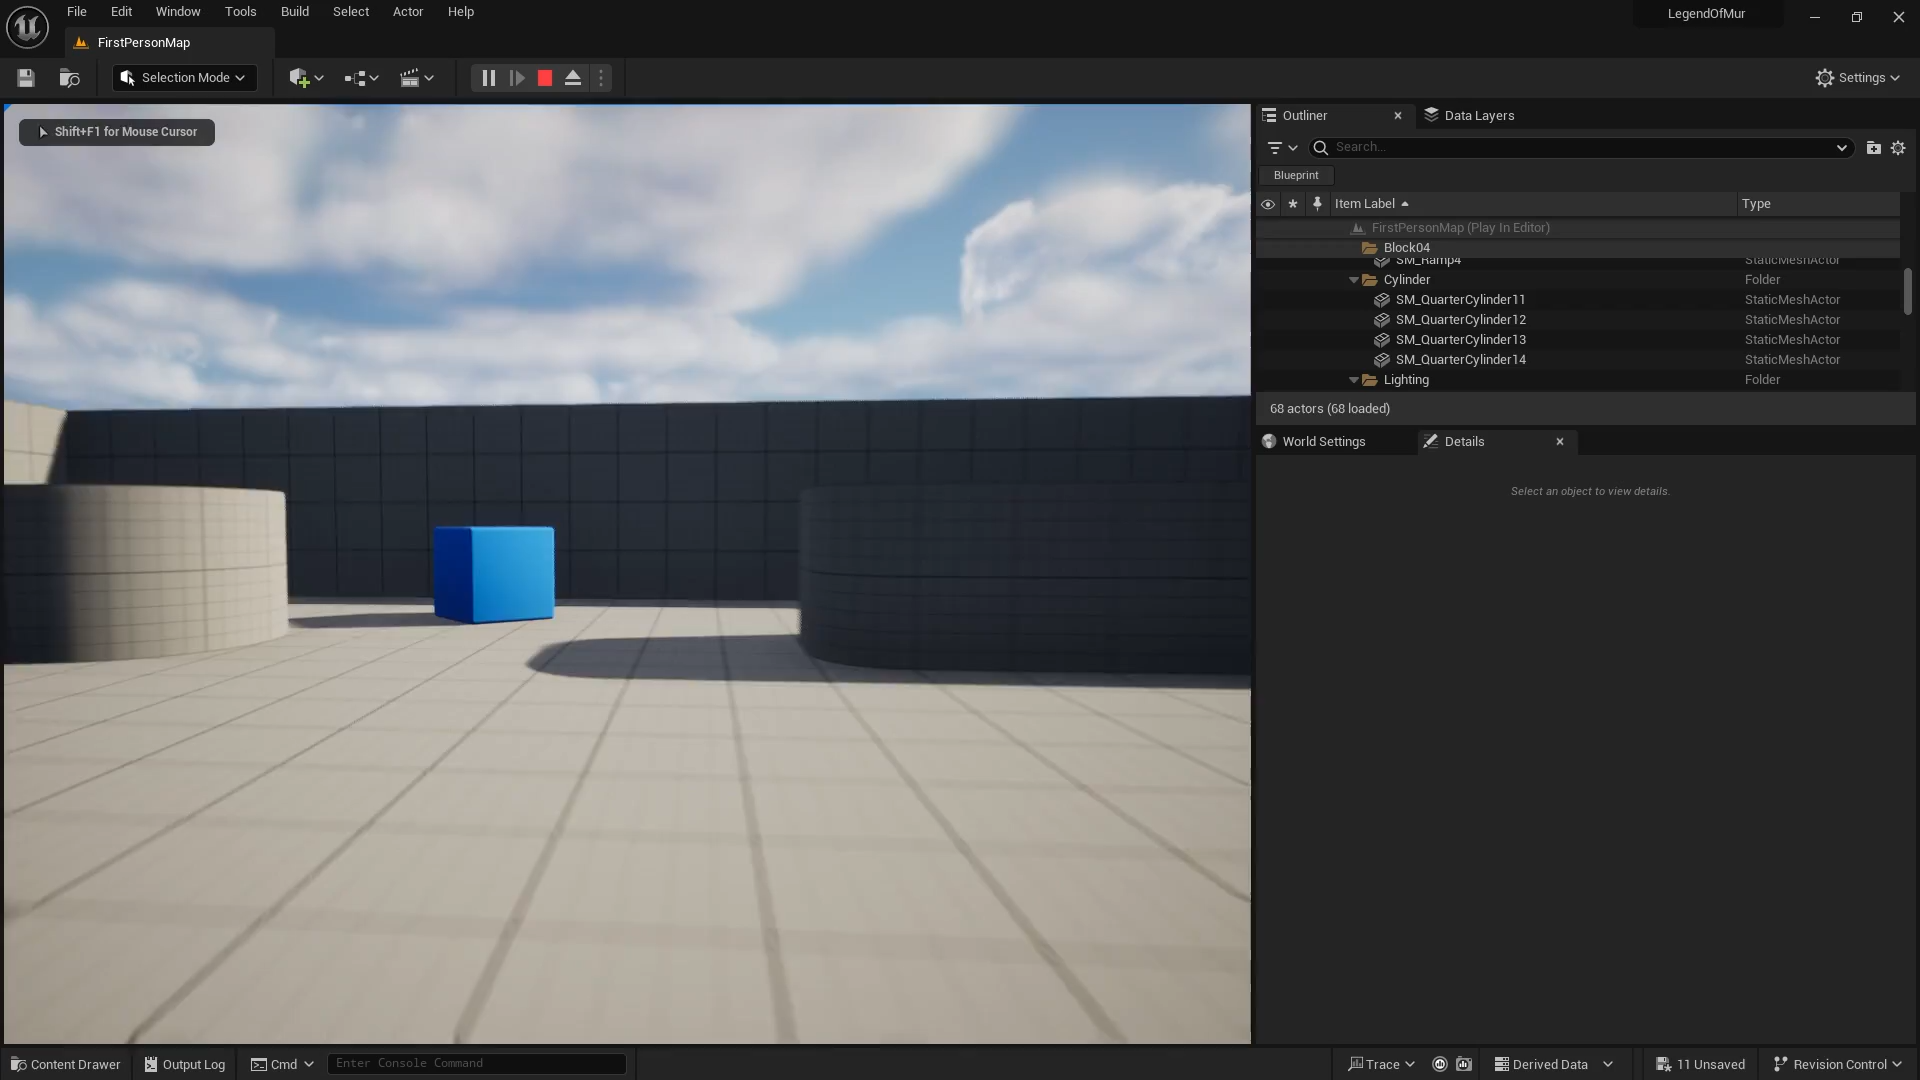 File Edit Window Tools Build Select Actor Help
LegendOfMur
FirstPersonMap
Selection Mode
Settings
Shift+F1 for Mouse Cursor
Outliner
Data Layers
Search...
Blueprint
Item Label
Type
FirstPersonMap (Play In Editor)
Block04
SM_Ramp4 StaticMeshActor
Cylinder Folder
SM_QuarterCylinder11 StaticMeshActor
SM_QuarterCylinder12 StaticMeshActor
SM_QuarterCylinder13 StaticMeshActor
SM_QuarterCylinder14 StaticMeshActor
Lighting Folder
68 actors (68 loaded)
World Settings
Details
Select an object to view details.
Content Drawer
Output Log
Cmd
Enter Console Command
Trace
Derived Data
11 Unsaved
Revision Control